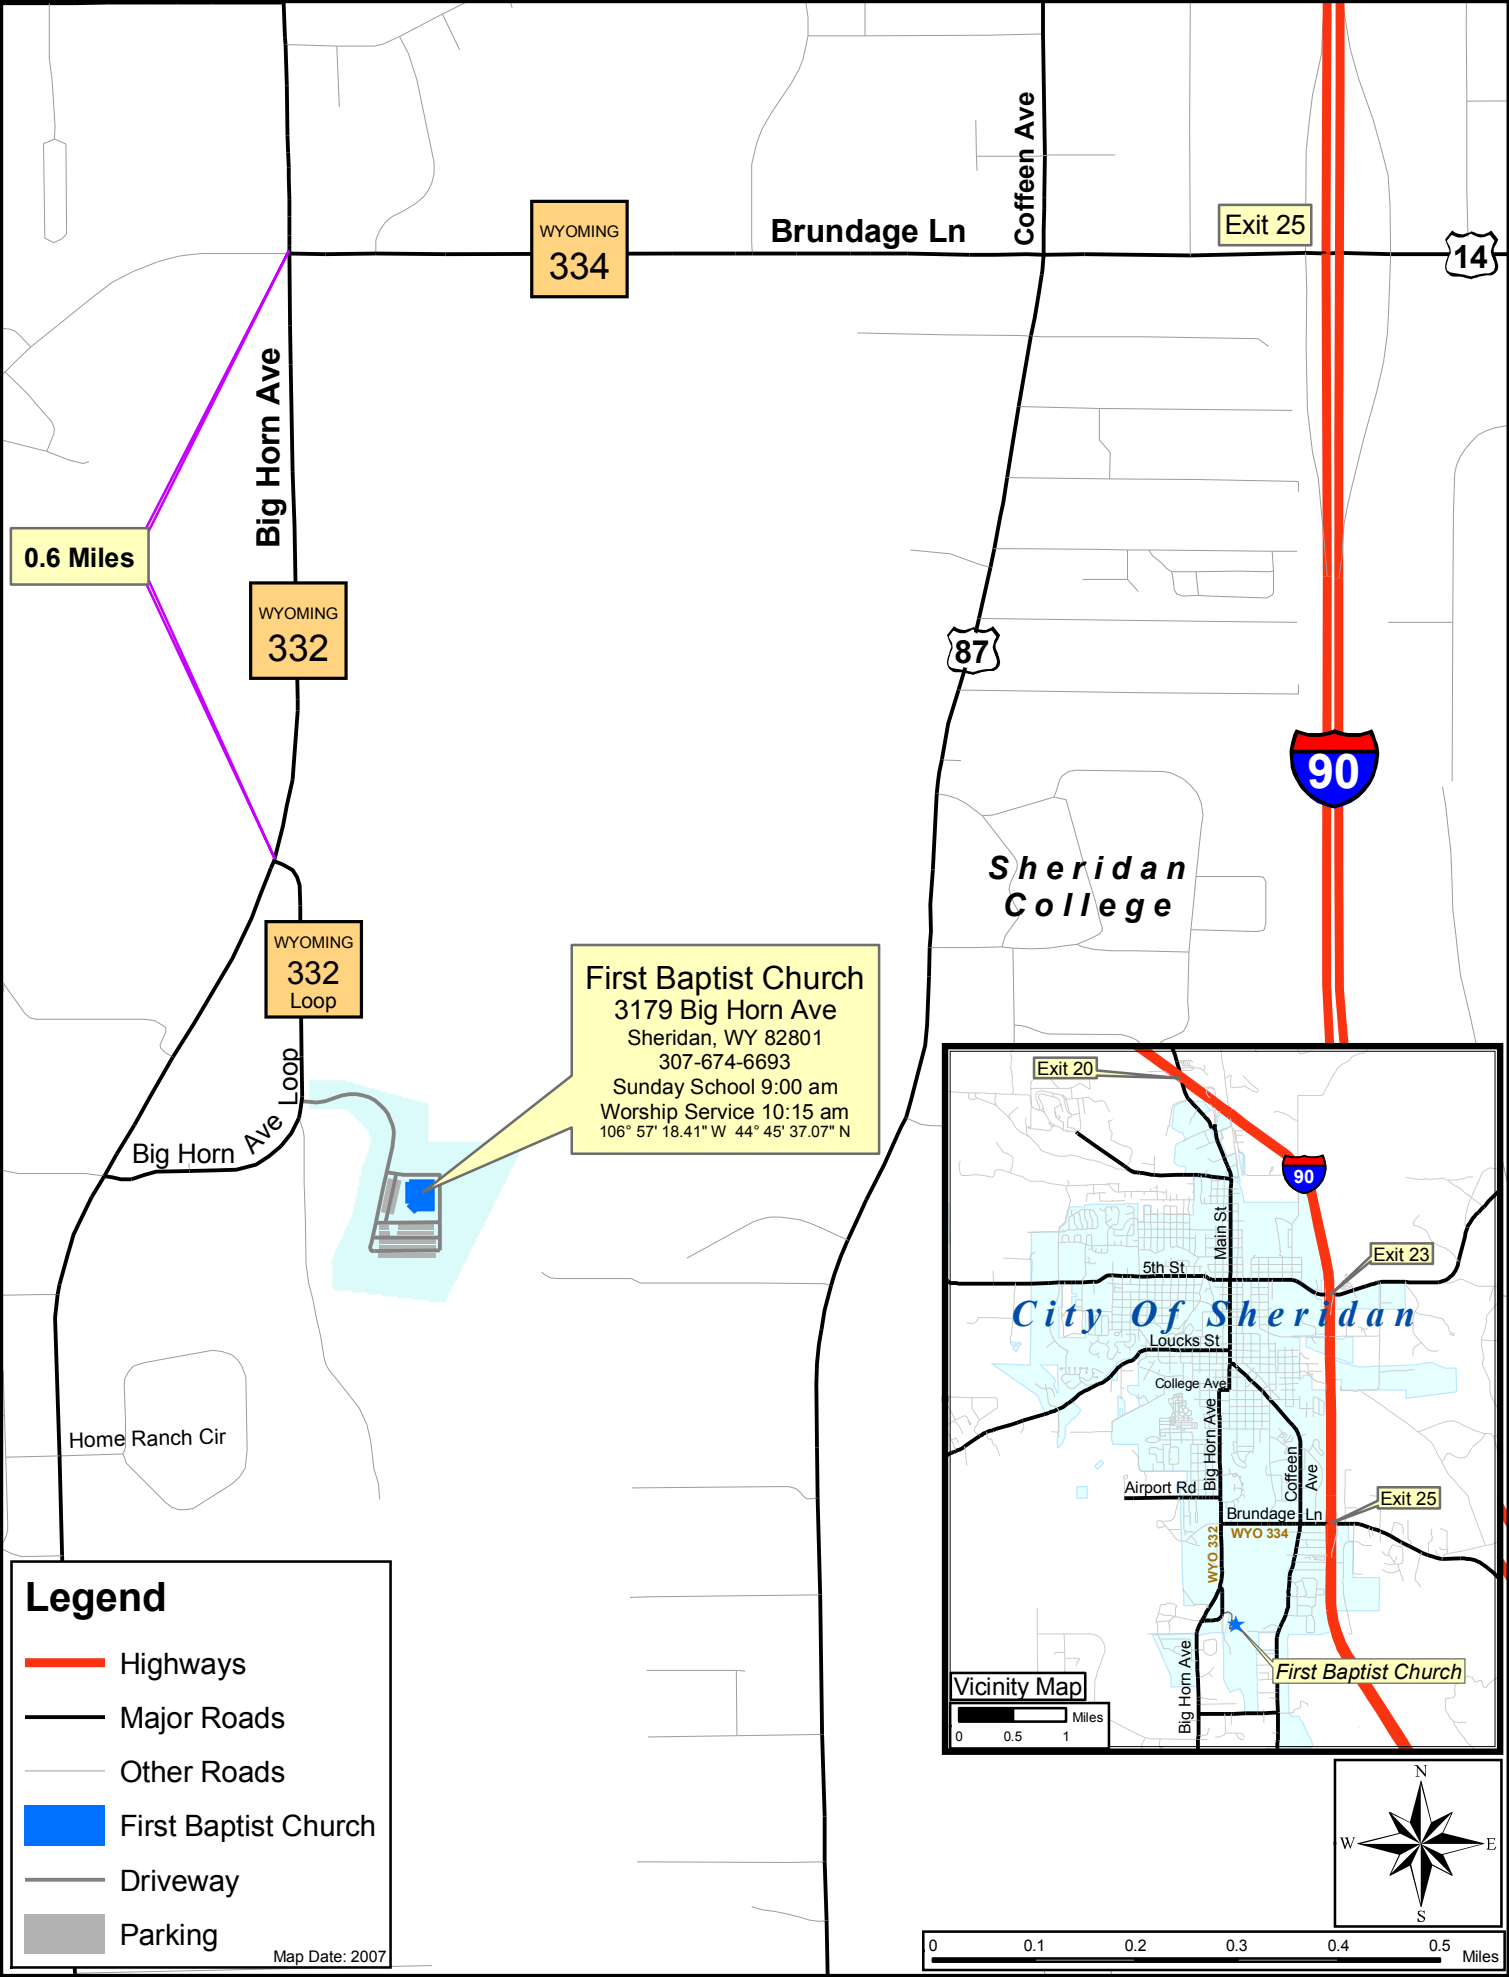 Coffeen Ave
WYOMING
334
Brundage Ln
Exit 25
14
Big Horn Ave
0.6 Miles
WYOMING
332
87
90
Sheridan
College
WYOMING
332
Loop
First Baptist Church
3179 Big Horn Ave
Sheridan, WY 82801
307-674-6693
Sunday School 9:00 am
Worship Service 10:15 am
106° 57' 18.41" W 44° 45' 37.07" N
Big Horn Ave Loop
Home Ranch Cir
Exit 20
90
Main St
Exit 23
5th St
City Of Sheridan
Loucks St
College Ave
Big Horn Ave
Coffeen
Ave
Airport Rd
Exit 25
Brundage Ln
WYO 334
WYO 332
First Baptist Church
Big Horn Ave
Vicinity Map
Miles
0 0.5 1
Legend
Highways
Major Roads
Other Roads
First Baptist Church
Driveway
Parking
Map Date: 2007
N
W E
S
0 0.1 0.2 0.3 0.4 0.5
Miles